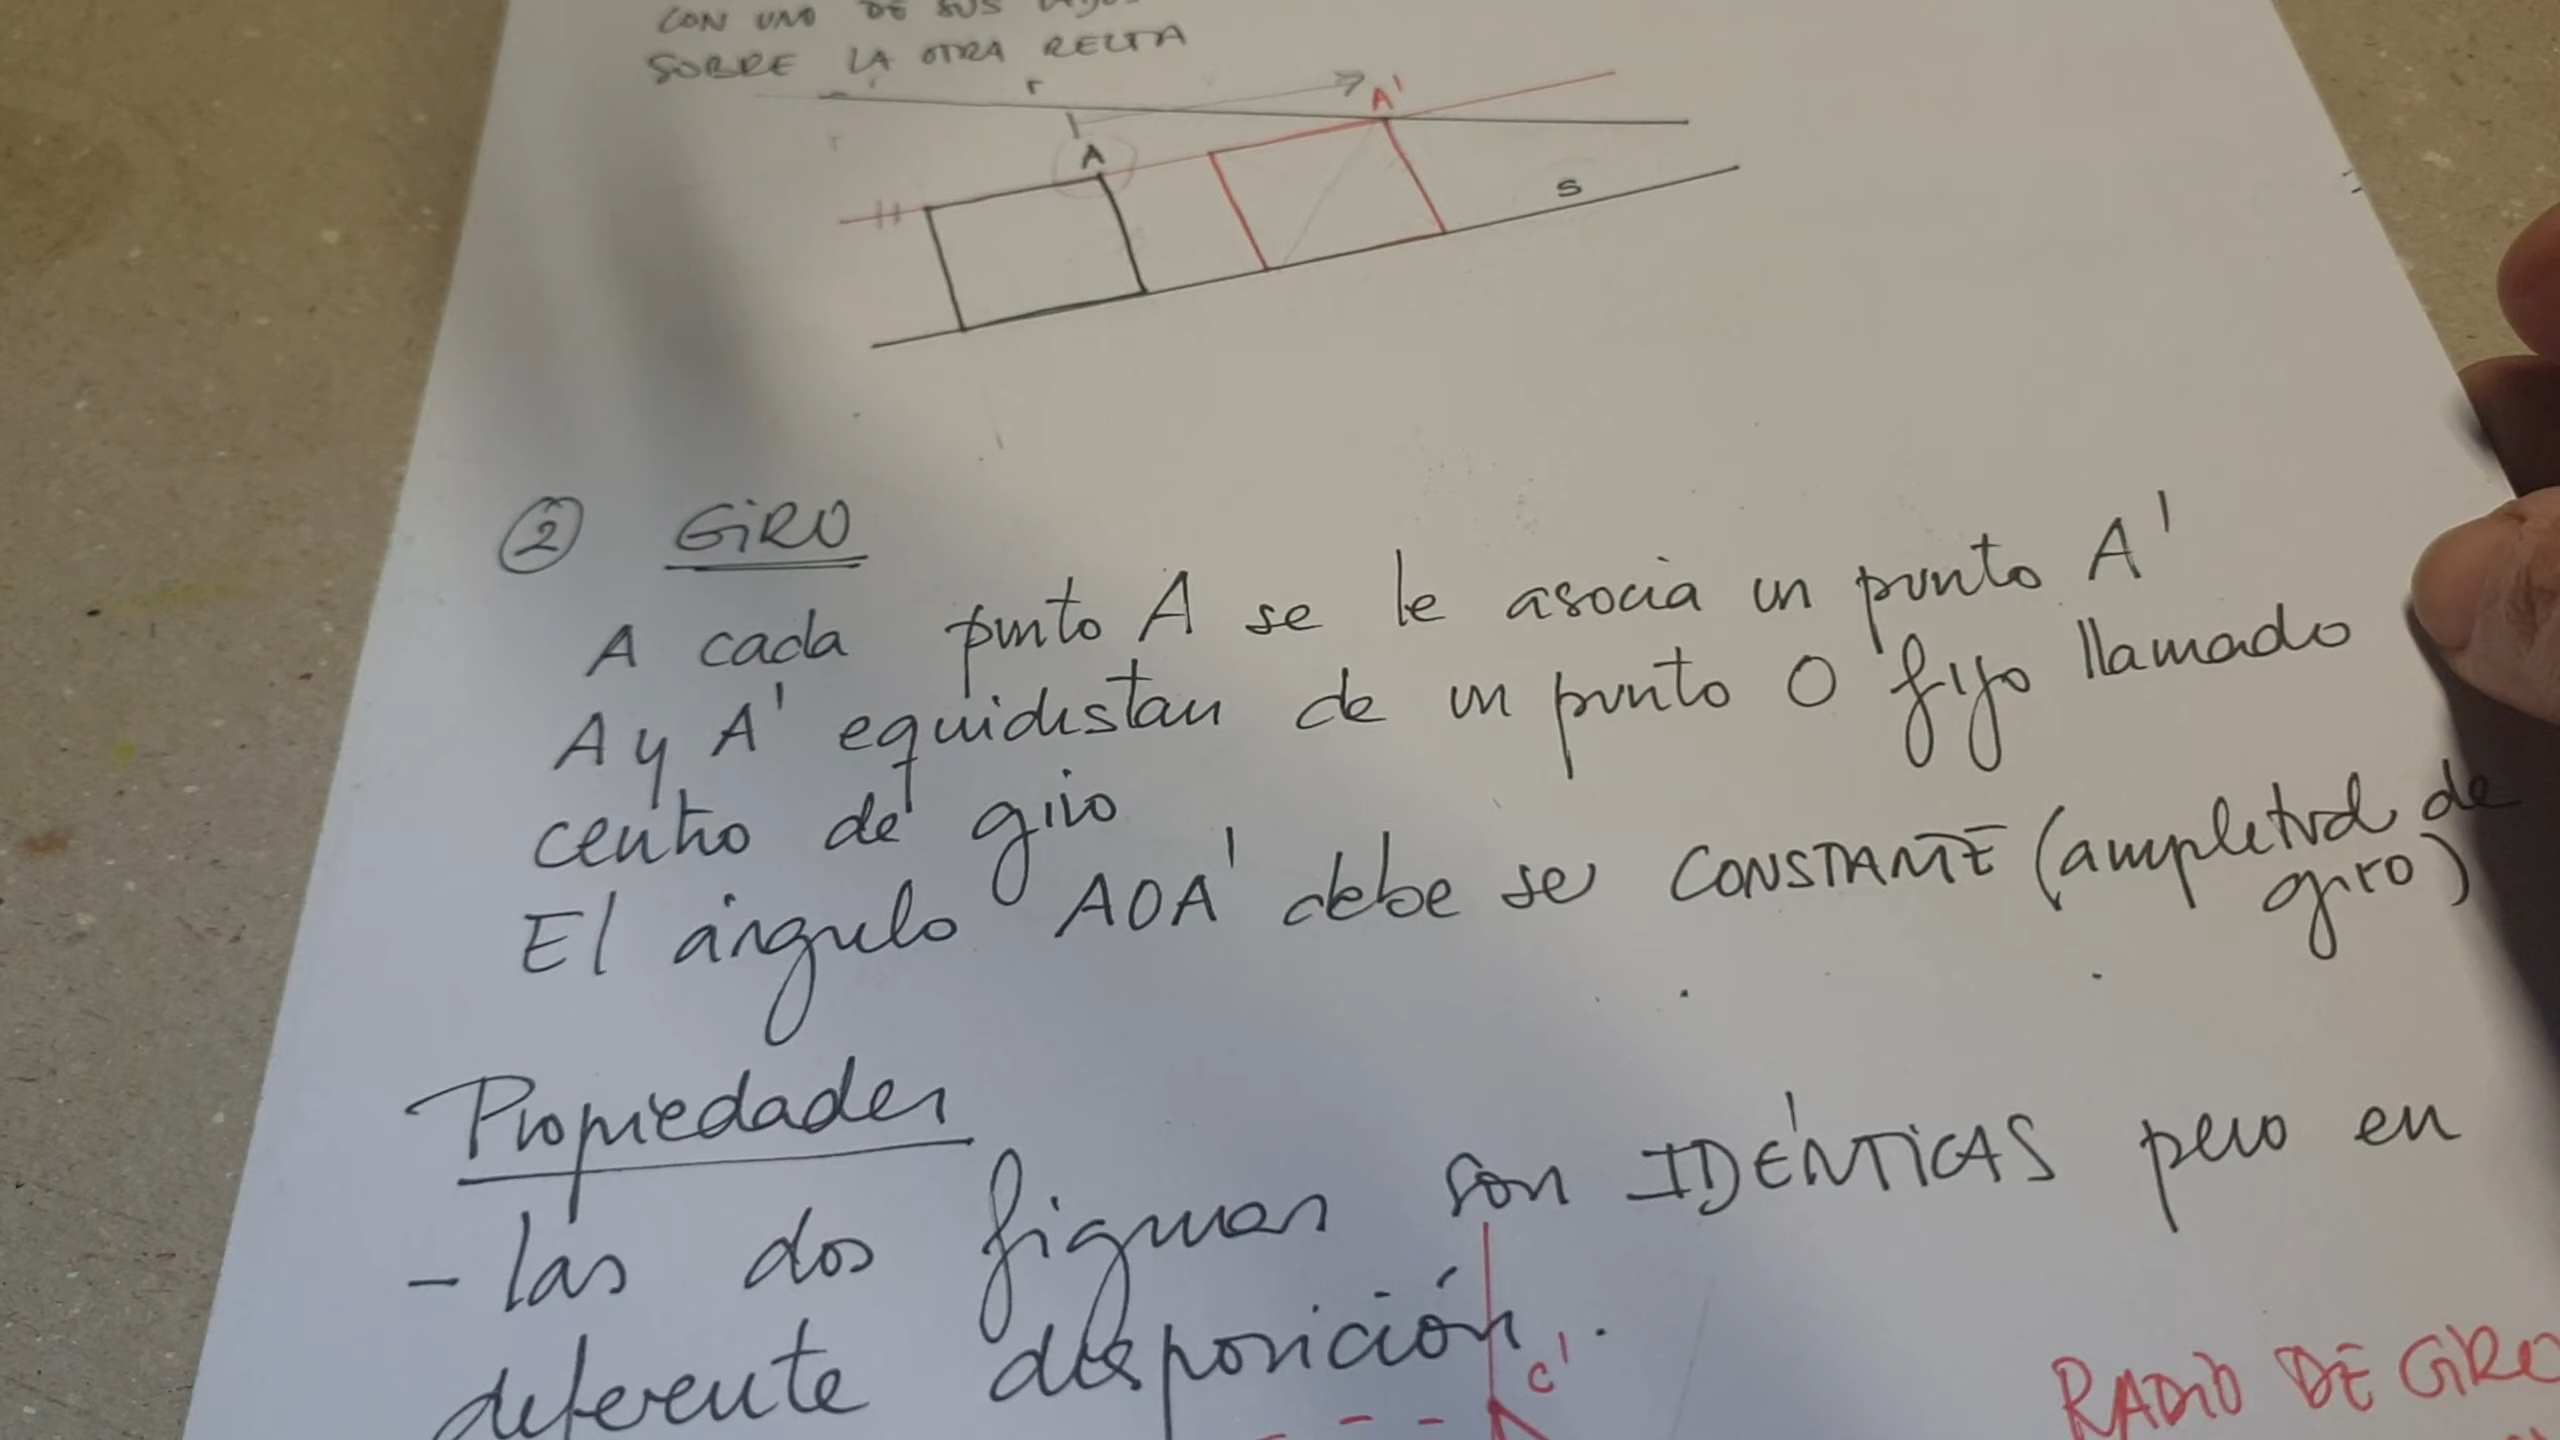 CON UNO DE SUS
SOBRE LA OTRA RECTA
r
A'
A
s
② GIRO
A cada punto A se le asocia un punto A'
A y A' equidistan de un punto O fijo llamado
centro de giro
El ángulo AOA' debe ser CONSTANTE (ampletud de
giro)
Propiedades
- las dos figuras son IDÉNTICAS pero en
diferente disposición.
C'
RADIO DE GIRO